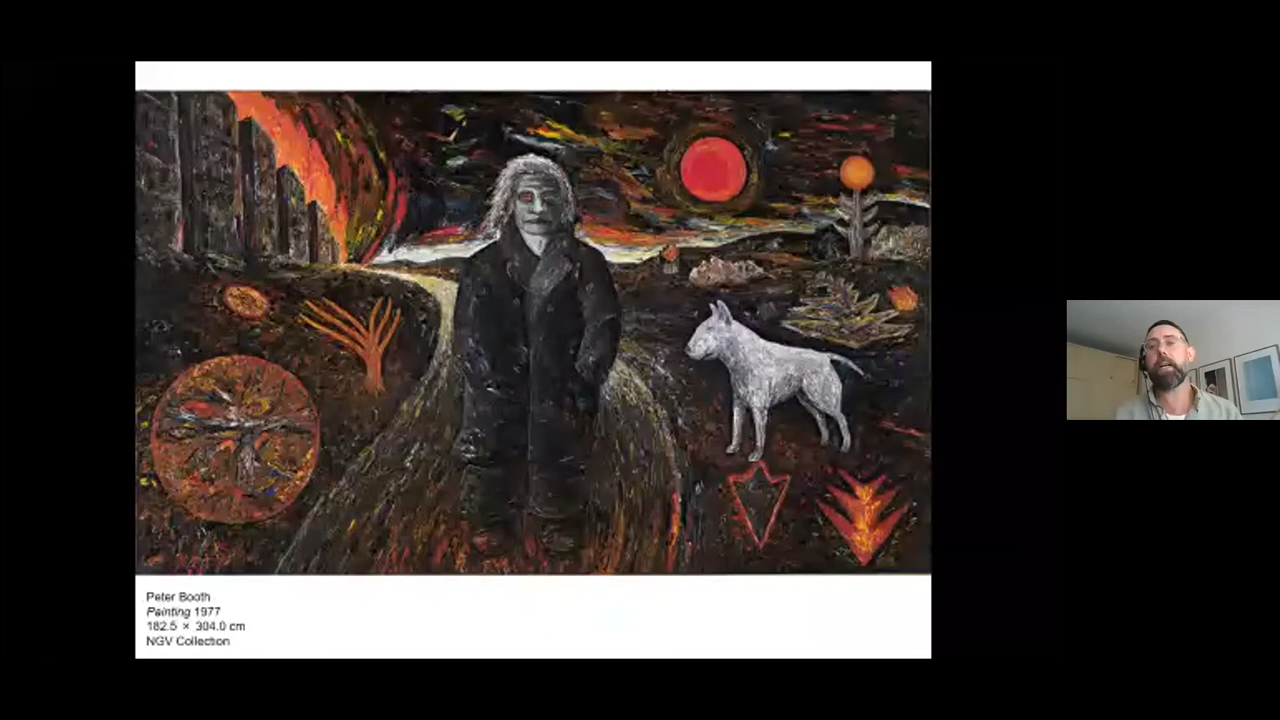 Peter Booth
Painting 1977
182.5 × 304.0 cm
NGV Collection